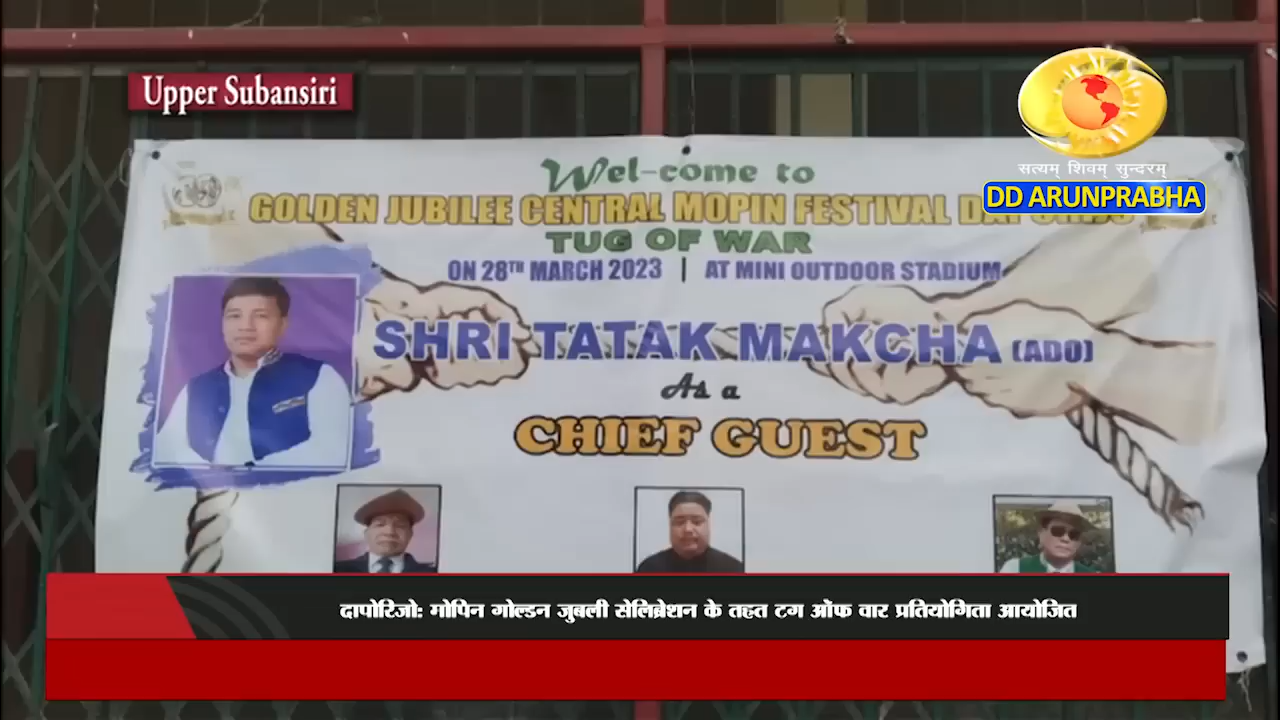 Upper Subansiri
सत्यम् शिवम् सुन्दरम्
DD ARUNPRABHA
Wel-come to
GOLDEN JUBILEE CENTRAL MOPIN FESTIVAL
TUG OF WAR
ON 28TH MARCH 2023 | AT MINI OUTDOOR STADIUM
SHRI TATAK MAKCHA (ADO)
As a
CHIEF GUEST
दापोरिजो: मोपिन गोल्डन जुबली सेलिब्रेशन के तहत टग ऑफ वार प्रतियोगिता आयोजित